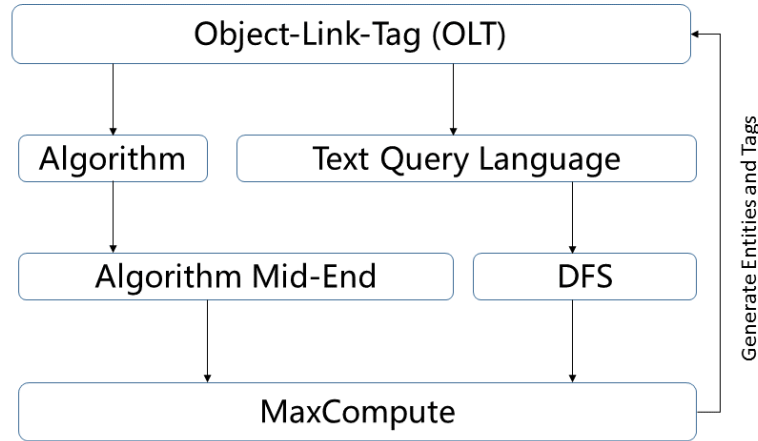 Object-Link-Tag (OLT)
Algorithm
Text Query Language
Algorithm Mid-End
DFS
MaxCompute
Generate Entities and Tags